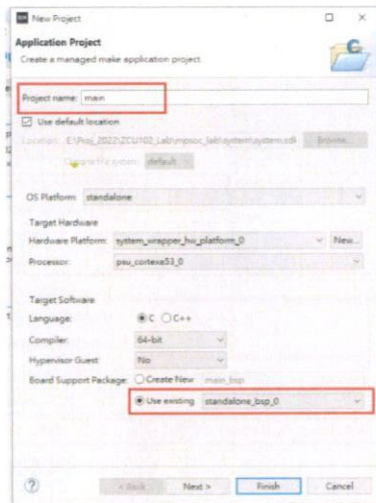 SDK New Project
Application Project
Create a managed make application project.
Project name: main
Use default location
Location: E:\Proj_2022\ZCU102_Lab\mpsoc_lab\system\system.sdk Browse...
Choose file system: default
OS Platform: standalone
Target Hardware
Hardware Platform: system_wrapper_hw_platform_0 New...
Processor: psu_cortexa53_0
Target Software
Language: C C++
Compiler: 64-bit
Hypervisor Guest: No
Board Support Package: Create New main_bsp
Use existing standalone_bsp_0
? < Back Next > Finish Cancel